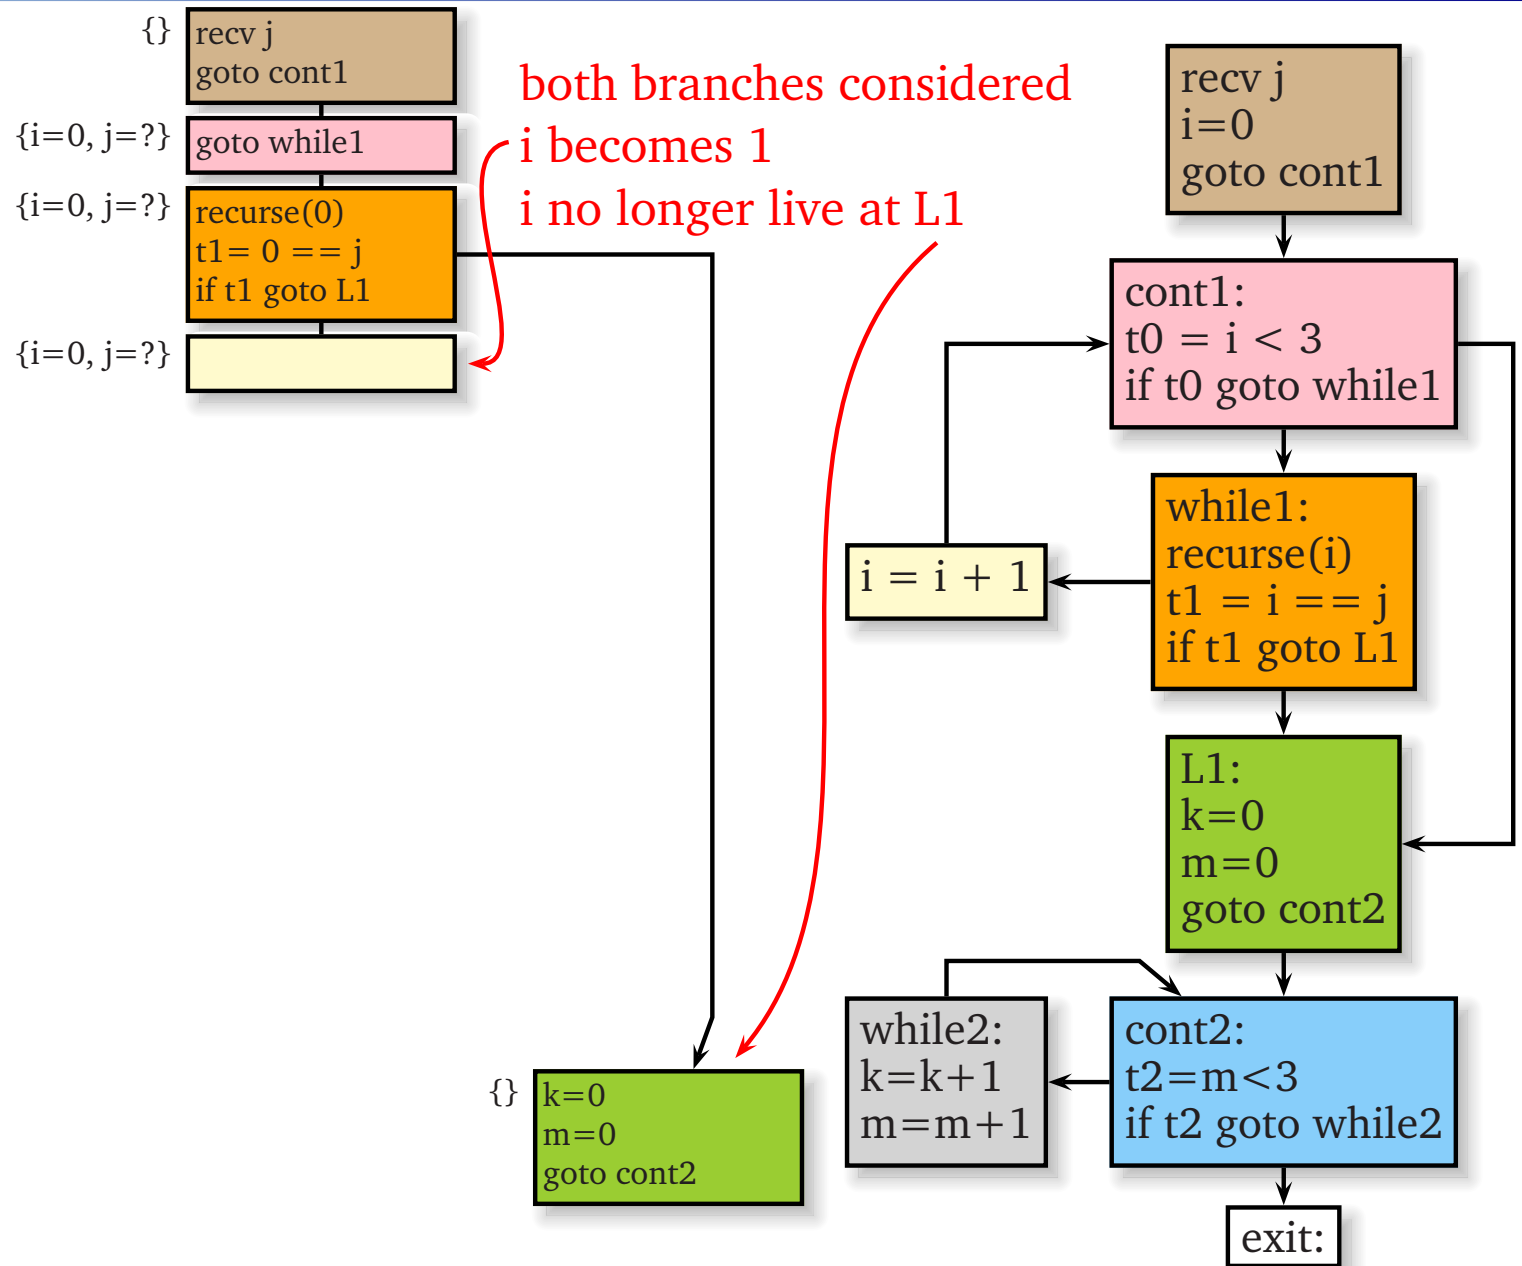 {}
recv j
goto cont1
{i=0, j=?}
goto while1
{i=0, j=?}
recurse(0)
t1= 0 == j
if t1 goto L1
{i=0, j=?}
both branches considered
i becomes 1
i no longer live at L1
{}
k=0
m=0
goto cont2
recv j
i=0
goto cont1
cont1:
t0 = i < 3
if t0 goto while1
while1:
recurse(i)
t1 = i == j
if t1 goto L1
i = i + 1
L1:
k=0
m=0
goto cont2
while2:
k=k+1
m=m+1
cont2:
t2=m<3
if t2 goto while2
exit: